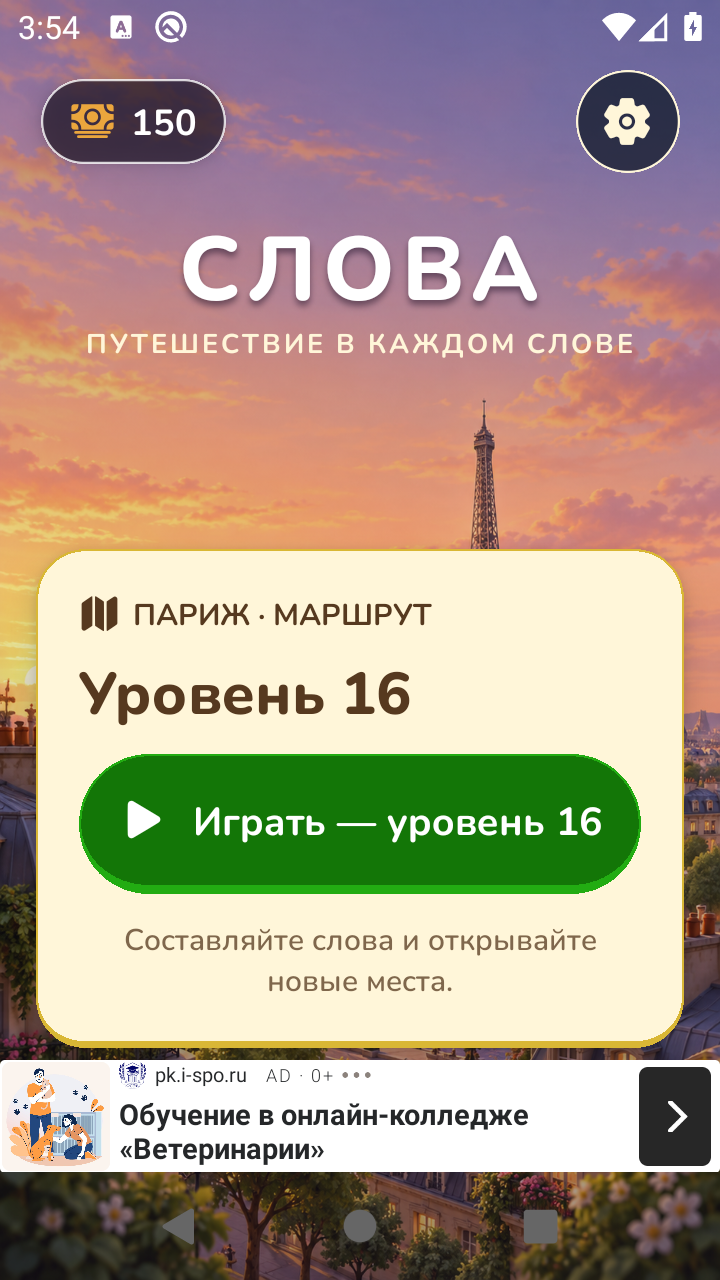 3:54
150
СЛОВА
ПУТЕШЕСТВИЕ В КАЖДОМ СЛОВЕ
ПАРИЖ · МАРШРУТ
Уровень 16
Играть — уровень 16
Составляйте слова и открывайте
новые места.
pk.i-spo.ru AD · 0+ •••
Обучение в онлайн-колледже
«Ветеринарии»